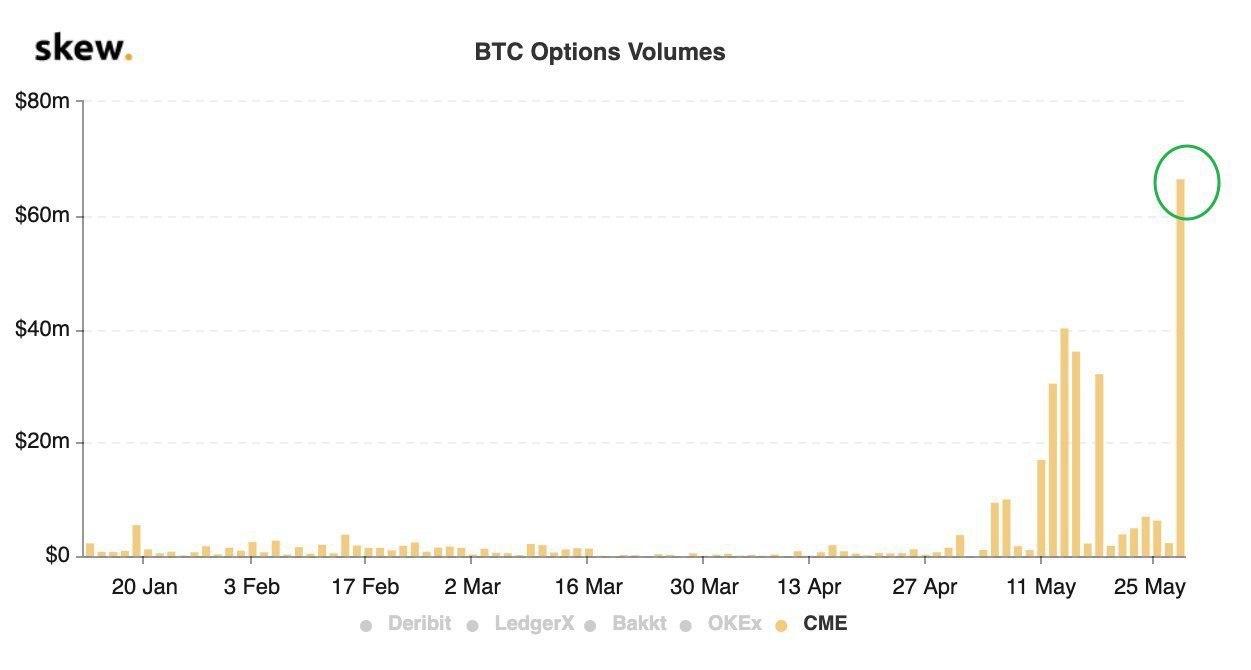 skew.
BTC Options Volumes
$80m
$60m
$40m
$20m
$0
20 Jan 3 Feb 17 Feb 2 Mar 16 Mar 30 Mar 13 Apr 27 Apr 11 May 25 May
Deribit LedgerX Bakkt OKEx CME